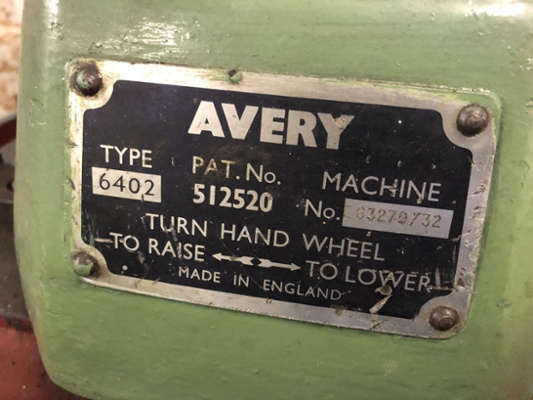 AVERY
TYPE
6402
PAT. No.
512520
MACHINE
No.
TURN HAND WHEEL
TO RAISE
TO LOWER
MADE IN ENGLAND